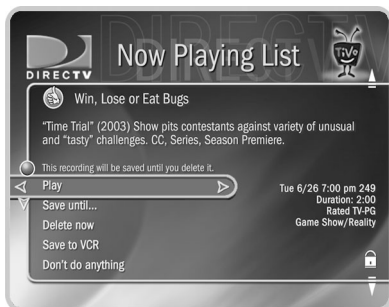 DIRECTV
Now Playing List
TiVo
DIRECTV
Win, Lose or Eat Bugs
“Time Trial” (2003) Show pits contestants against variety of unusual
and “tasty” challenges. CC, Series, Season Premiere.
This recording will be saved until you delete it.
Play
Save until...
Delete now
Save to VCR
Don't do anything
Tue 6/26 7:00 pm 249
Duration: 2:00
Rated TV-PG
Game Show/Reality